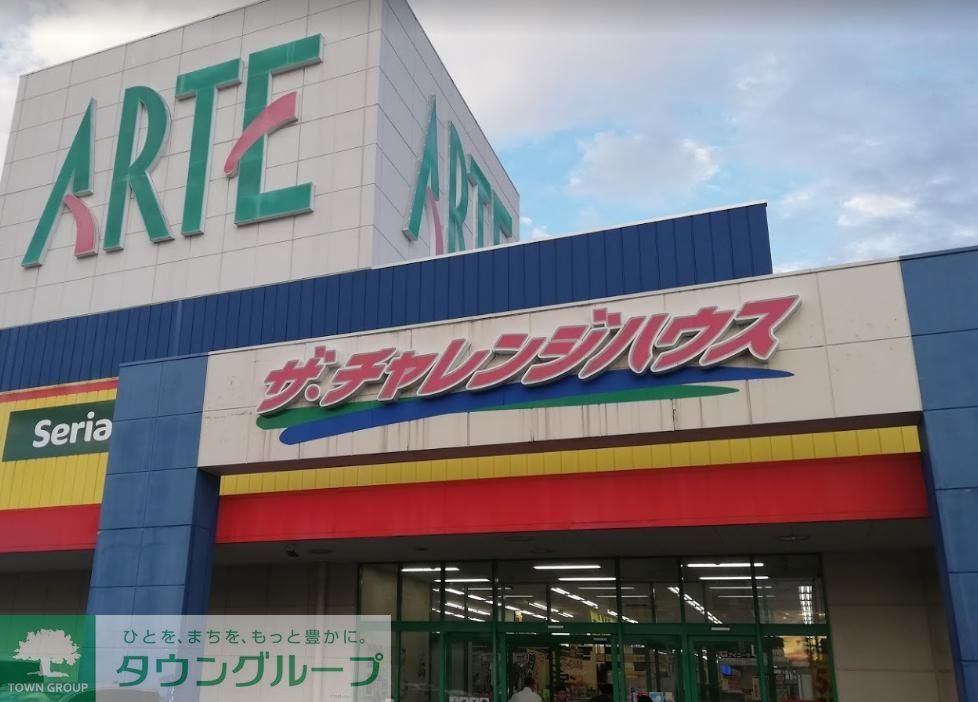 ARTE
ARTE
ザ・チャレンジハウス
Seria
ひとを、まちを、もっと豊かに。
タウングループ
TOWN GROUP